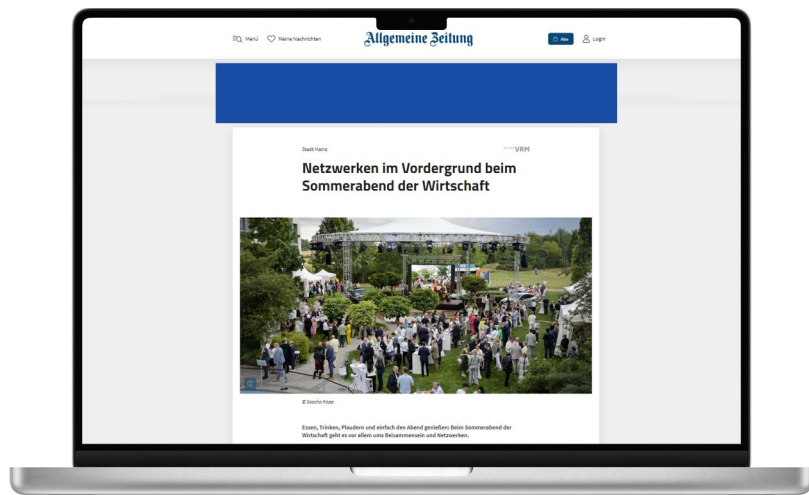 Menü
Meine Nachrichten
Allgemeine Zeitung
Abo
Login
Stadt Mainz
VRM
Netzwerken im Vordergrund beim
Sommerabend der Wirtschaft
© Sascha Kopp
Essen, Trinken, Plaudern und einfach den Abend genießen: Beim Sommerabend der
Wirtschaft geht es vor allem ums Beisammensein und Netzwerken.